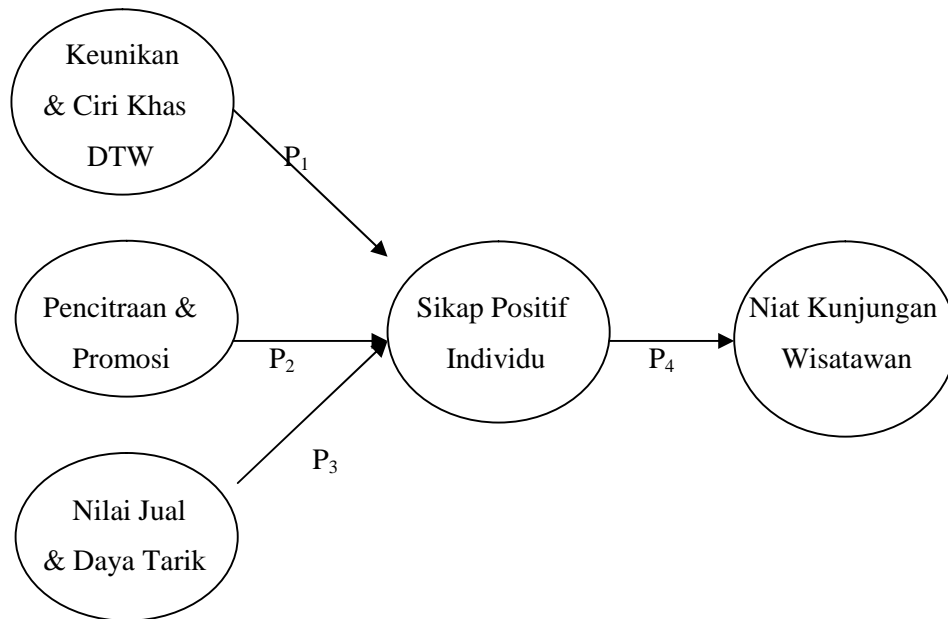 Keunikan
& Ciri Khas
DTW
P₁
Pencitraan &
Promosi
P₂
Sikap Positif
Individu
P₄
Niat Kunjungan
Wisatawan
P₃
Nilai Jual
& Daya Tarik